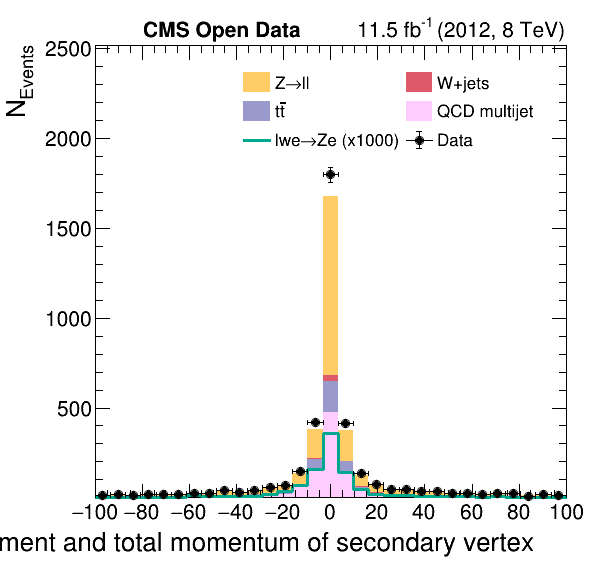 CMS Open Data 11.5 fb⁻¹ (2012, 8 TeV)
N_Events
2500
2000
1500
1000
500
Z→ll W+jets
tt̄ QCD multijet
lwe→Ze (x1000) Data
−100 −80 −60 −40 −20 0 20 40 60 80 100
ment and total momentum of secondary vertex